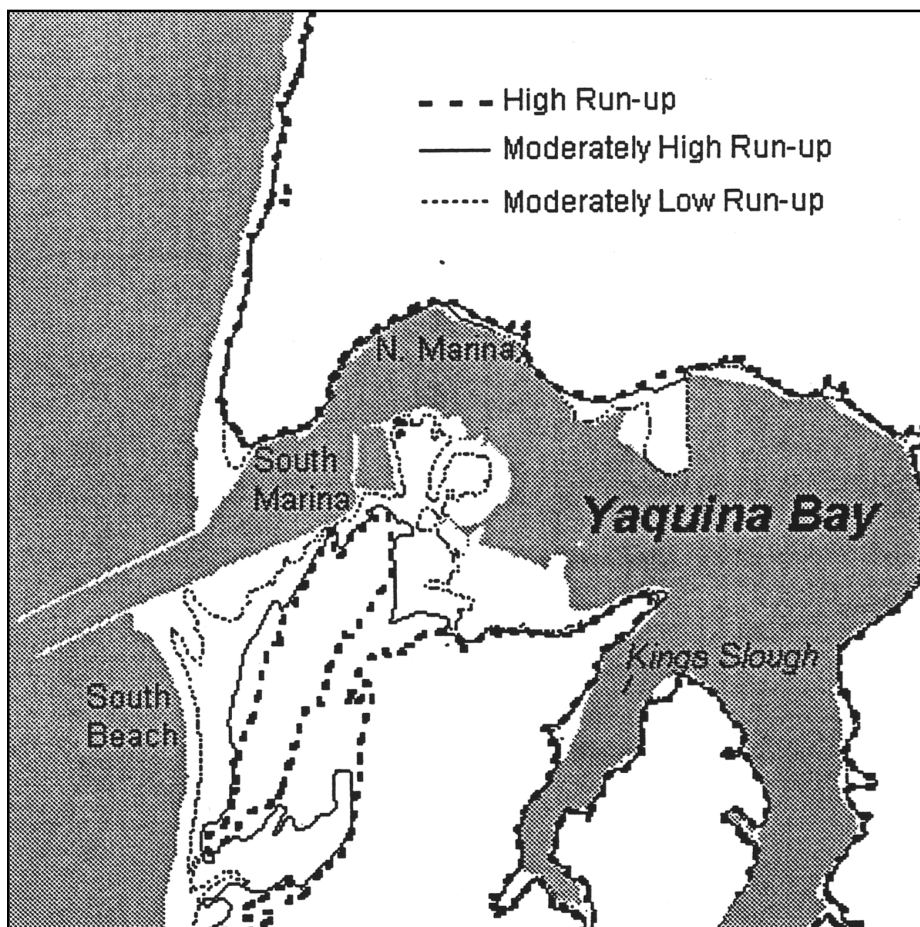 High Run-up
Moderately High Run-up
Moderately Low Run-up
N. Marina
South
Marina
Yaquina Bay
Kings Slough
South
Beach